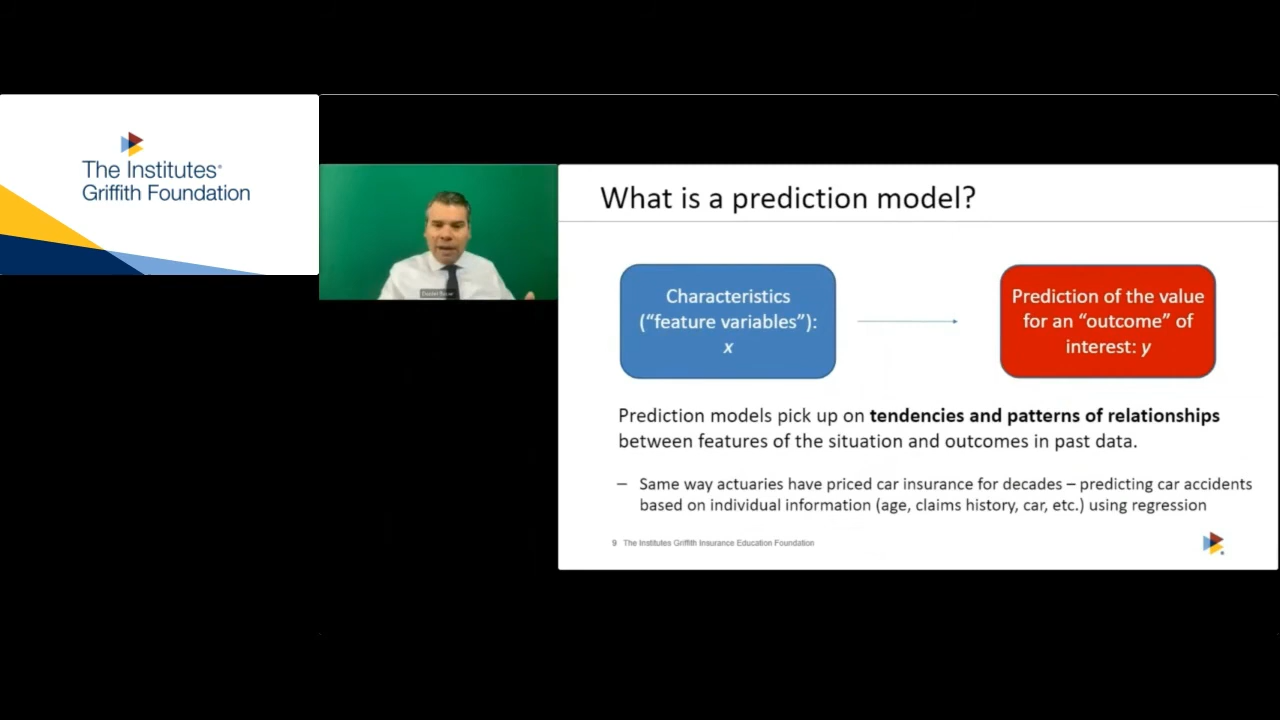 The Institutes®
Griffith Foundation
What is a prediction model?
Characteristics
(“feature variables”):
x
Prediction of the value
for an “outcome” of
interest: y
Prediction models pick up on tendencies and patterns of relationships
between features of the situation and outcomes in past data.
– Same way actuaries have priced car insurance for decades – predicting car accidents
based on individual information (age, claims history, car, etc.) using regression
9 The Institutes Griffith Insurance Education Foundation